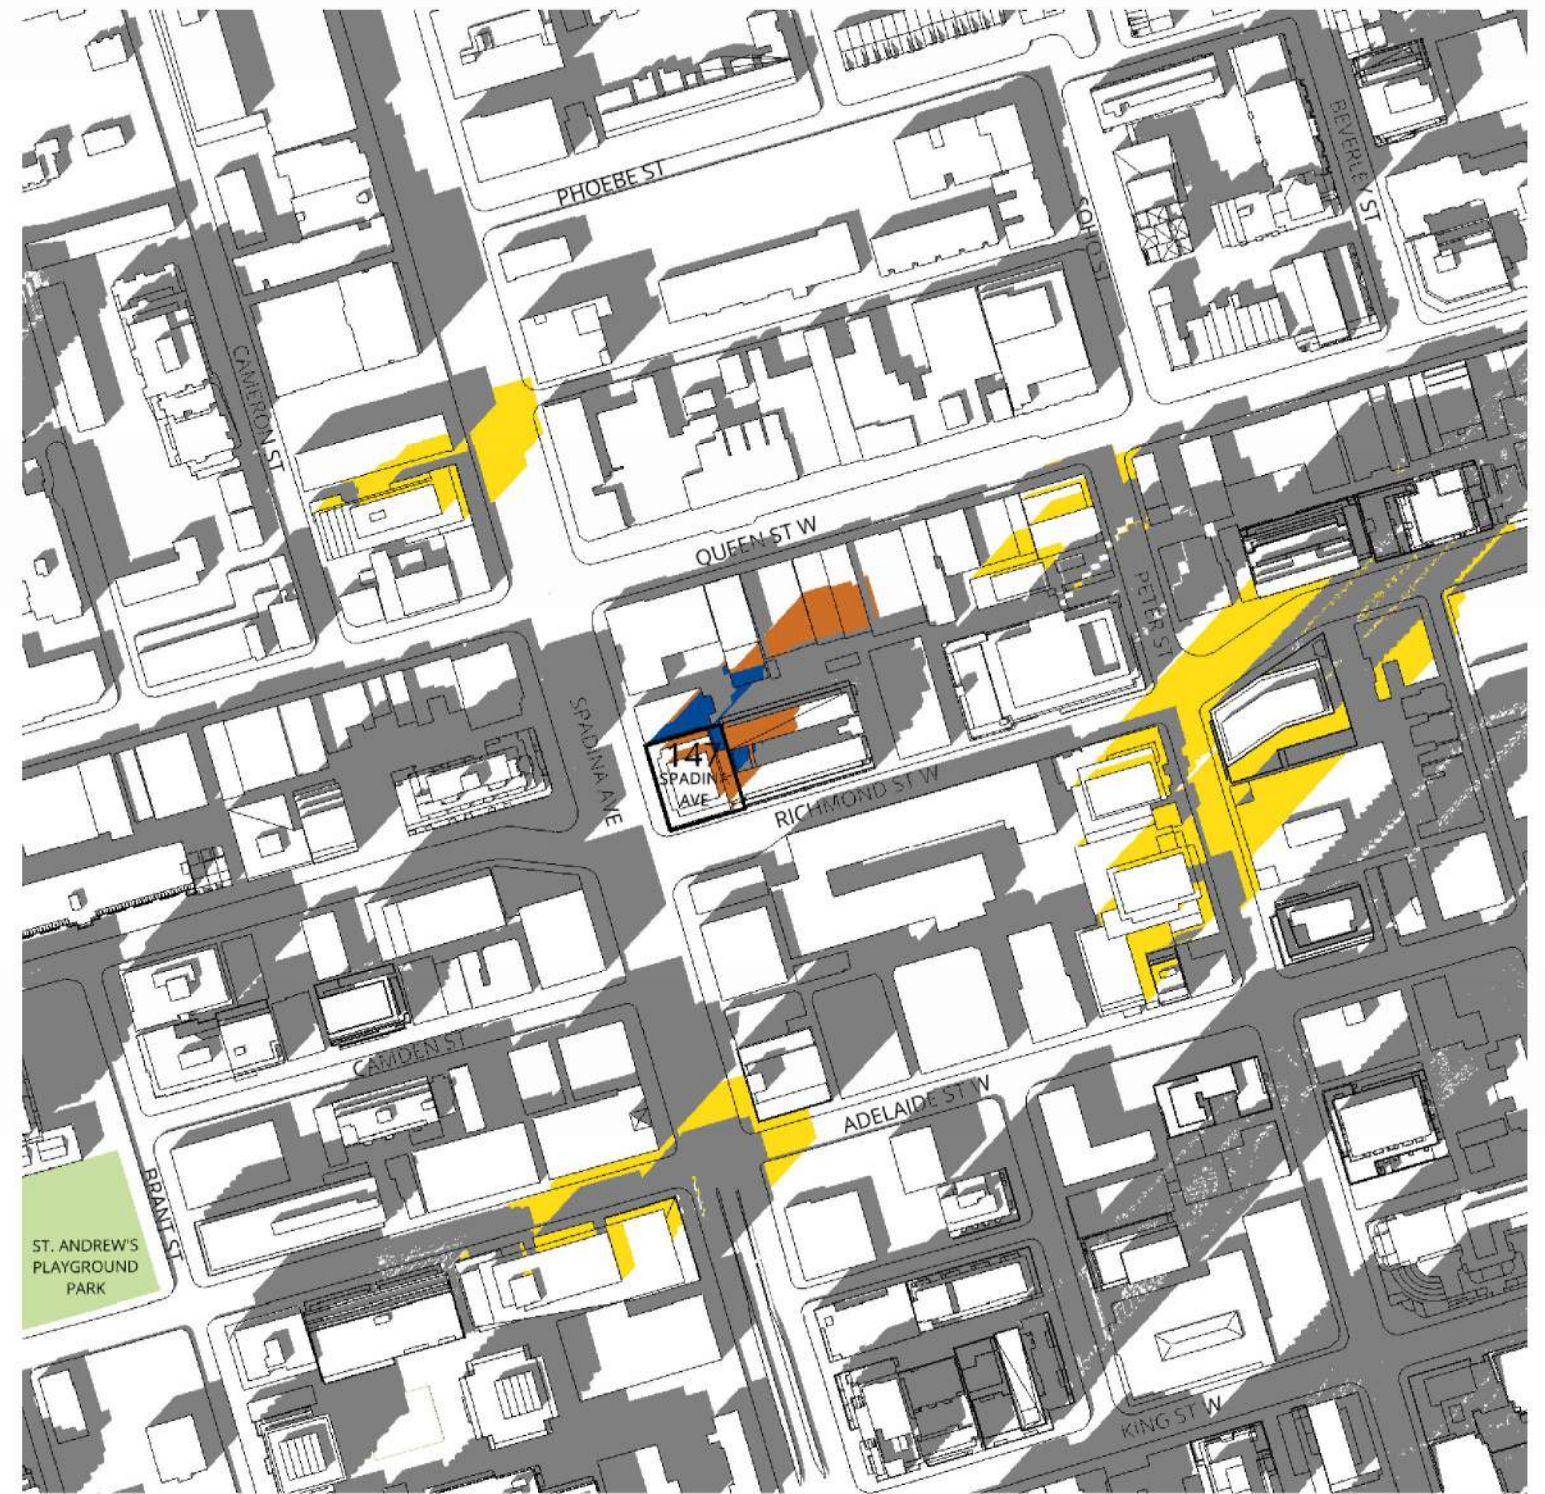 PHOEBE ST
SOHO ST
BEVERLEY ST
CAMERON ST
QUEEN ST W
PETER ST
SPADINA AVE
147
SPADINA
AVE
RICHMOND ST W
CAMDEN ST
ADELAIDE ST W
BRANT ST
ST. ANDREW'S
PLAYGROUND
PARK
KING ST W